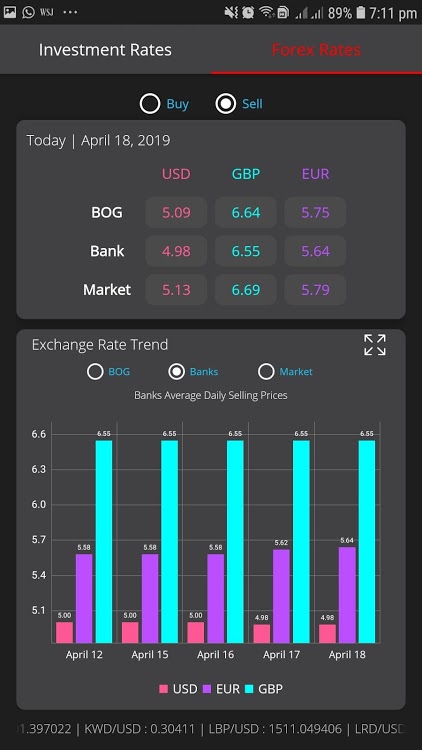 WSJ ... 89% 7:11 pm
Investment Rates Forex Rates
Buy Sell
Today | April 18, 2019
USD GBP EUR
BOG 5.09 6.64 5.75
Bank 4.98 6.55 5.64
Market 5.13 6.69 5.79
Exchange Rate Trend
BOG Banks Market
Banks Average Daily Selling Prices
6.6
6.3
6.0
5.7
5.4
5.1
5.00 5.58 6.55 5.00 5.58 6.55 5.00 5.58 6.55 4.98 5.62 6.55 4.98 5.64 6.55
April 12 April 15 April 16 April 17 April 18
USD EUR GBP
1.397022 | KWD/USD : 0.30411 | LBP/USD : 1511.049406 | LRD/USD